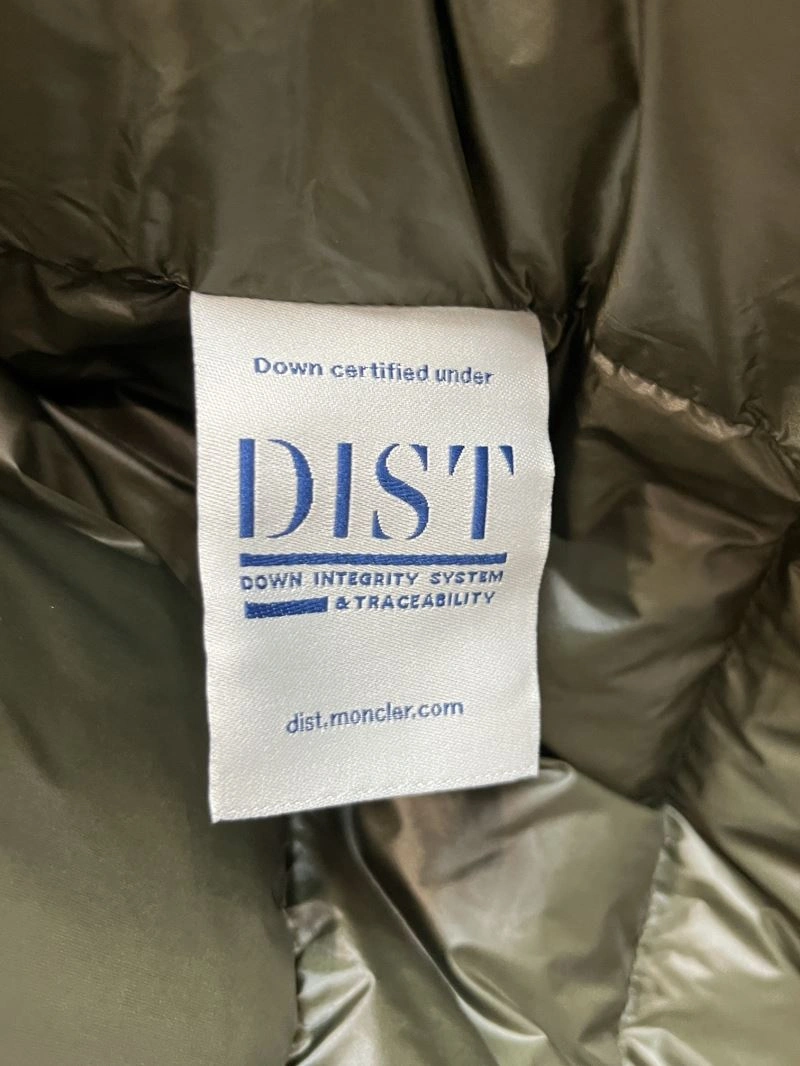 Down certified under
DIST
DOWN INTEGRITY SYSTEM
& TRACEABILITY
dist.moncler.com